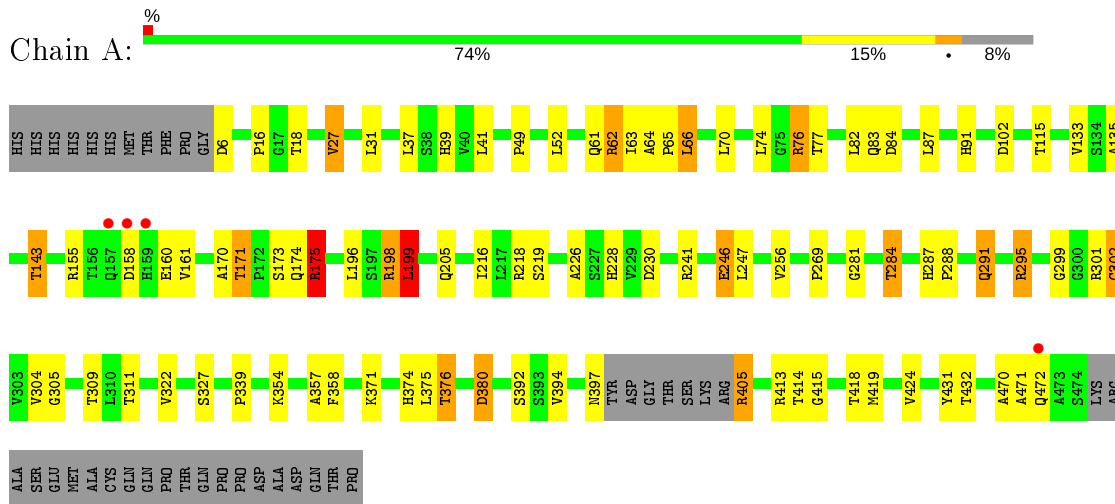 %
Chain A:
74% 15% • 8%
HIS HIS HIS HIS HIS HIS MET THR PHE PRO GLY D6 P16 G17 T18 V27 L31 L37 S38 H39 V40 L41 P49 L52 Q61 R62 I63 A64 P65 L66 L70 L74 G75 R76 T77 L82 Q83 D84 L87 H91 D102 T115 V133 S134 A135
T143 R155 T156 Q157 D158 H159 E160 V161 A170 T171 P172 S173 Q174 R175 L196 S197 R198 L199 Q205 I216 L217 R218 S219 A226 S227 H228 V229 D230 R241 E246 L247 V256 P269 G281 T284 H287 P288 Q291 R295 G299 G300 R301 G302
V303 V304 G305 T309 L310 T311 V322 S327 P339 K354 A357 F358 K371 H374 L375 T376 D380 S392 S393 V394 N397 TYR ASP GLY THR SER LYS ARG R405 R413 T414 G415 T418 M419 V424 Y431 T432 A470 A471 Q472 A473 S474 LYS ARG
ALA SER GLU MET ALA CYS GLN GLN PRO THR GLN PRO PRO ASP ALA ASP GLN THR PRO